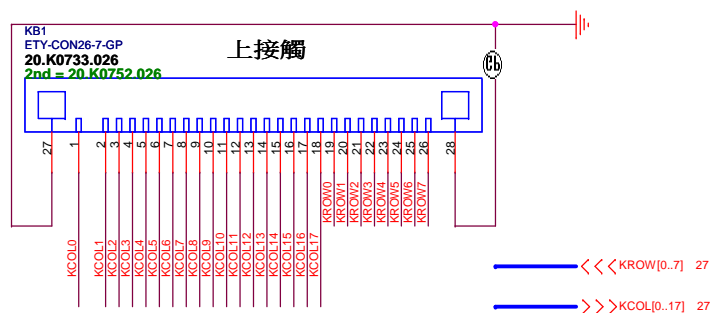 KB1
ETY-CON26-7-GP
20.K0733.026
2nd = 20.K0752.026
上接觸
27
1
2
3
4
5
6
7
8
9
10
11
12
13
14
15
16
17
18
19
20
21
22
23
24
25
26
28
KCOL0
KCOL1
KCOL2
KCOL3
KCOL4
KCOL5
KCOL6
KCOL7
KCOL8
KCOL9
KCOL10
KCOL11
KCOL12
KCOL13
KCOL14
KCOL15
KCOL16
KCOL17
KROW0
KROW1
KROW2
KROW3
KROW4
KROW5
KROW6
KROW7
KROW[0..7] 27
KCOL[0..17] 27